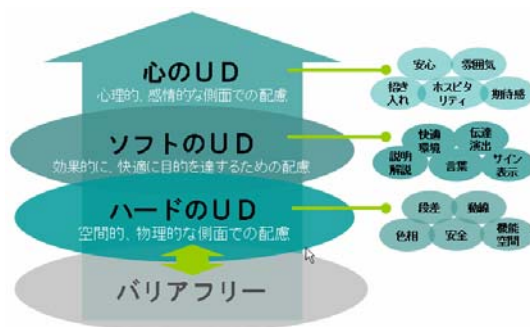 心のＵＤ
心理的、感情的な側面での配慮
安心
雰囲気
招き
入れ
ホスピタ
リティ
期待感
ソフトのＵＤ
効果的に、快適に目的を達するための配慮
快適
環境
伝達
演出
説明
解説
言葉
サイン
表示
ハードのＵＤ
空間的、物理的な側面での配慮
段差
動線
色相
安全
機能
空間
バリアフリー